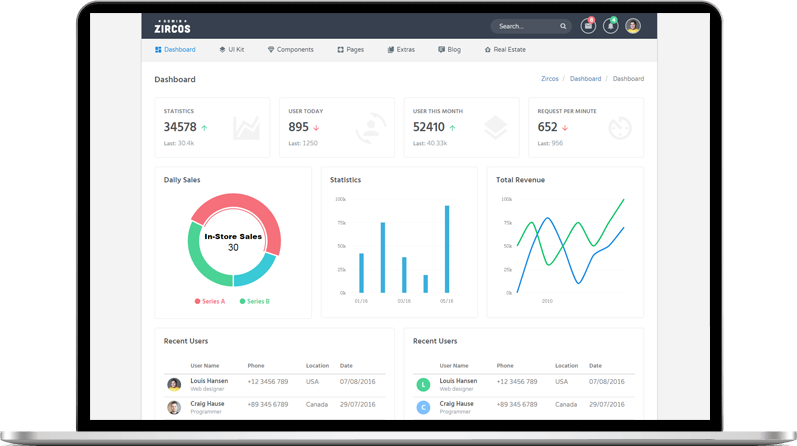 ADMIN
ZIRCOS
Search...
8
4
Dashboard
UI Kit
Components
Pages
Extras
Blog
Real Estate
Dashboard
Zircos / Dashboard / Dashboard
STATISTICS
34578
Last: 30.4k
USER TODAY
895
Last: 1250
USER THIS MONTH
52410
Last: 40.33k
REQUEST PER MINUTE
652
Last: 956
Daily Sales
In-Store Sales
30
Series A
Series B
Statistics
100k
75k
50k
25k
0k
01/16
03/16
05/16
Total Revenue
100k
75k
50k
25k
0k
2010
Recent Users
User Name Phone Location Date
Louis Hansen +12 3456 789 USA 07/08/2016
Web designer
Craig Hause +89 345 6789 Canada 29/07/2016
Programmer
Recent Users
User Name Phone Location Date
L Louis Hansen +12 3456 789 USA 07/08/2016
Web designer
C Craig Hause +89 345 6789 Canada 29/07/2016
Programmer